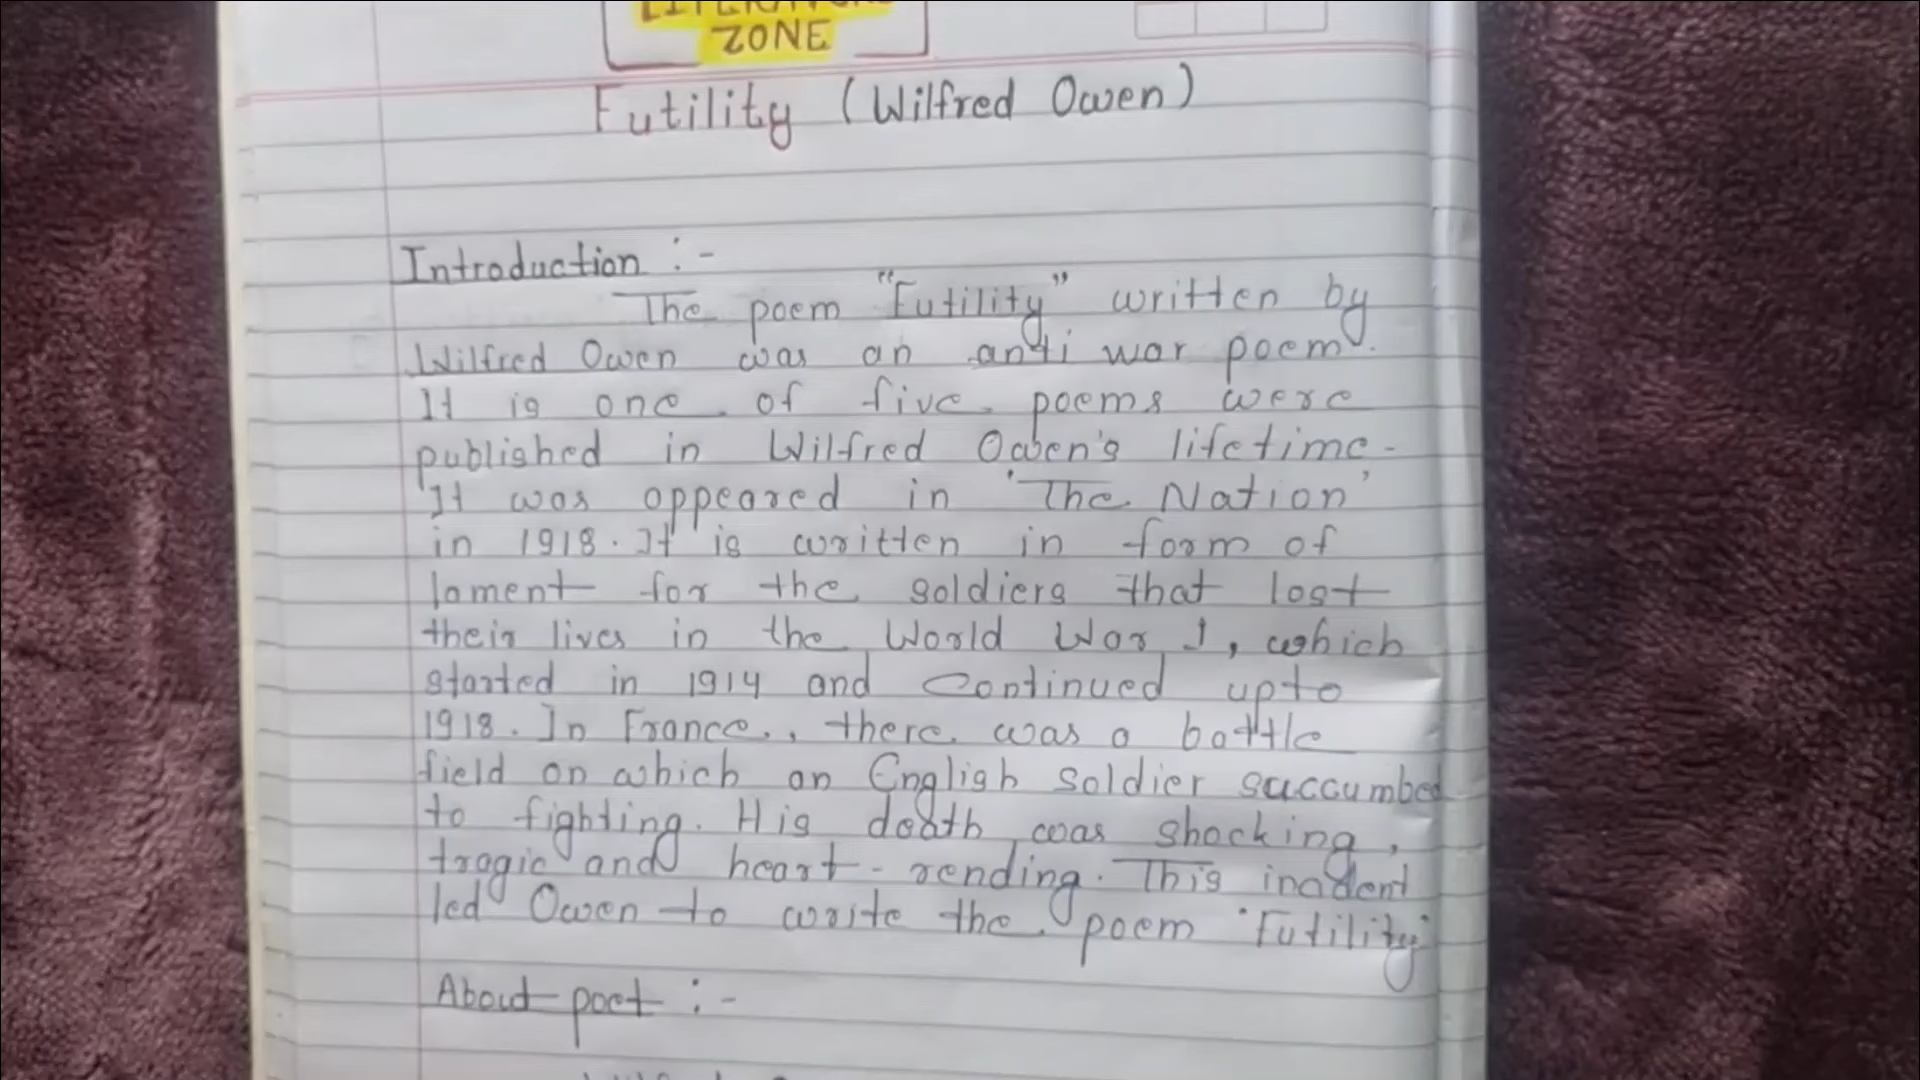 ZONE
Futility (Wilfred Owen)
Introduction :-
The poem "Futility" written by
Wilfred Owen was an anti war poem.
It is one of five poems were
published in Wilfred Owen's lifetime.
It was appeared in 'The Nation'
in 1918. It is written in form of
lament for the soldiers that lost
their lives in the World War I, which
started in 1914 and continued upto
1918. In France, there was a battle
field on which an English soldier succumbed
to fighting. His death was shocking,
tragic and heart-rending. This incident
led Owen to write the poem 'Futility'
About poet :-